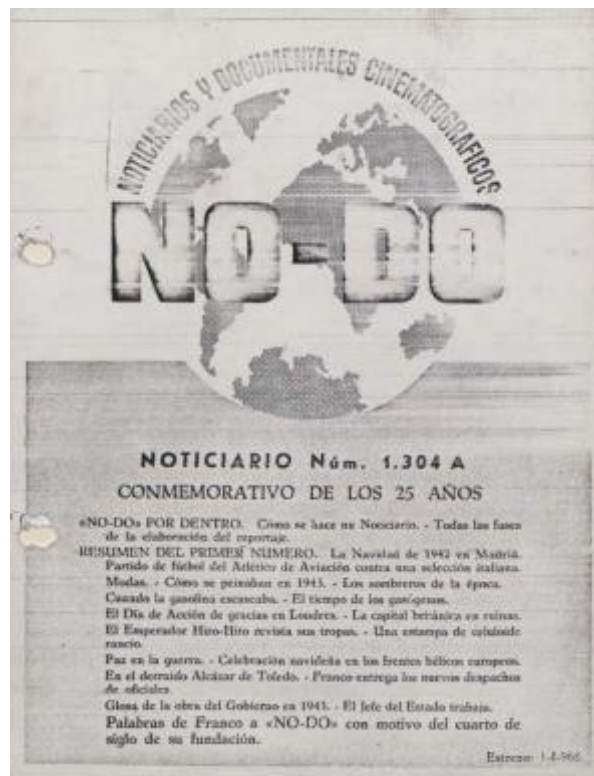 NOTICIARIOS Y DOCUMENTALES CINEMATOGRAFICOS
NO-DO
NOTICIARIO Núm. 1.304 A
CONMEMORATIVO DE LOS 25 AÑOS
«NO-DO» POR DENTRO. Cómo se hace un Noticiario. - Todas las fases
de la elaboración del reportaje.
RESUMEN DEL PRIMER NUMERO. La Navidad de 1942 en Madrid.
Partido de fútbol del Atlético de Aviación contra una selección italiana.
Modas. - Cómo se peinaban en 1943. - Los sombreros de la época.
Cuando la gasolina escaseaba. - El tiempo de los gasógenos.
El Día de Acción de gracias en Londres. - La capital británica en ruinas.
El Emperador Hiro-Hito revista sus tropas. - Una estampa de celuloide
rancio.
Paz en la guerra. - Celebración navideña en los frentes bélicos europeos.
En el derruido Alcázar de Toledo. - Franco entrega los nuevos despachos
de oficiales.
Glosa de la obra del Gobierno en 1943. - El Jefe del Estado trabaja.
Palabras de Franco a «NO-DO» con motivo del cuarto de
siglo de su fundación.
Estreno: